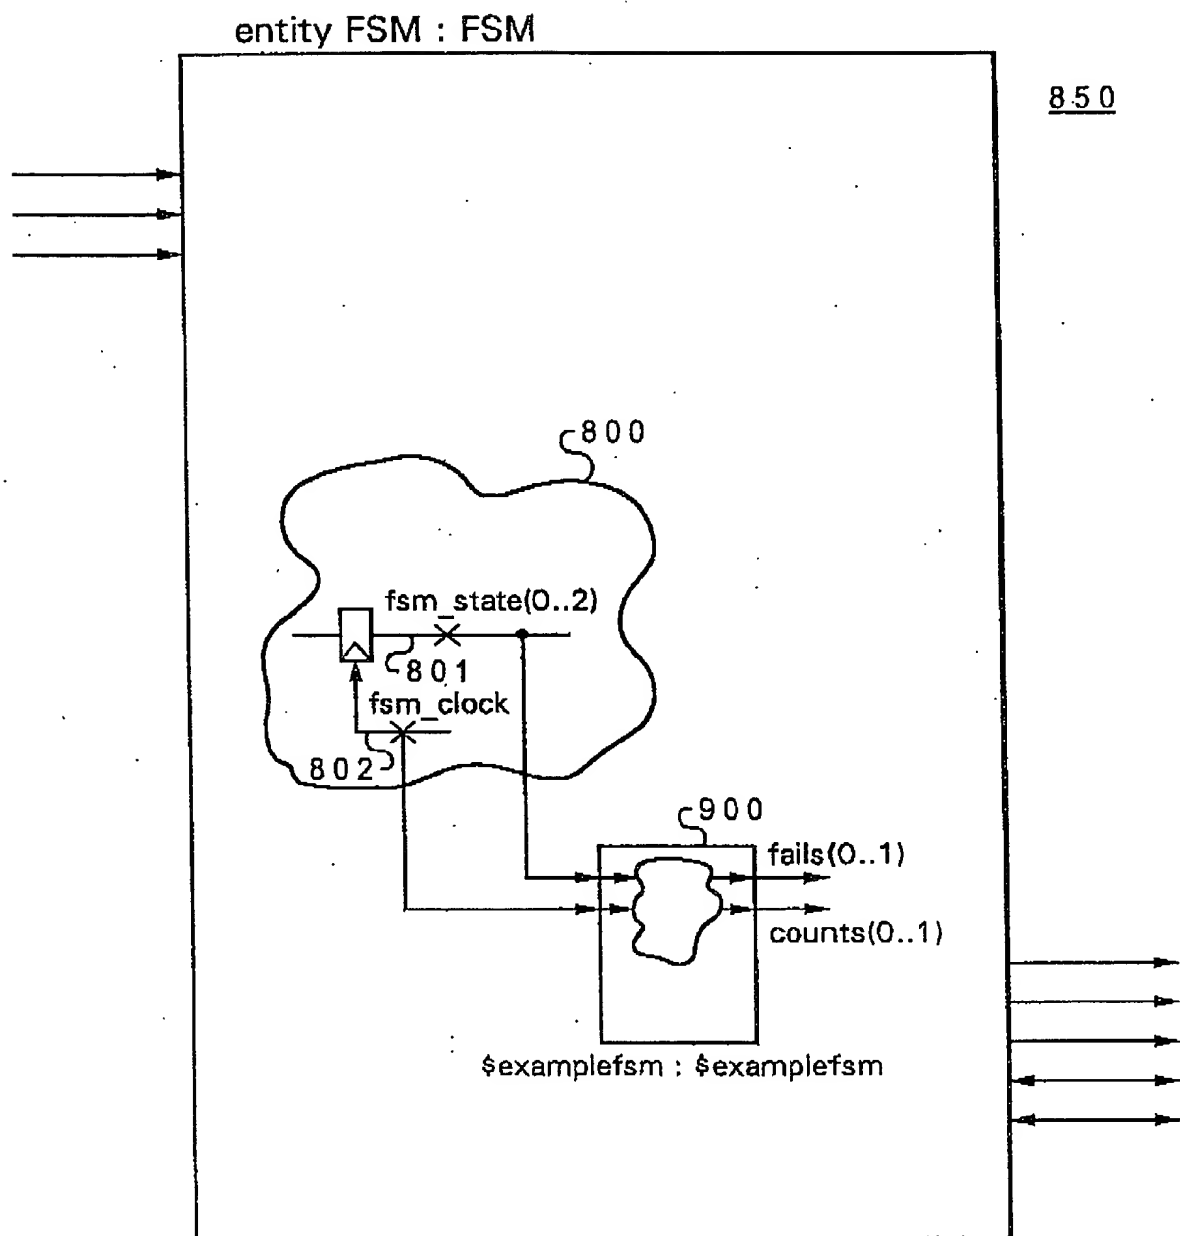 entity FSM : FSM
850
800
fsm_state(0..2)
801
fsm_clock
802
900
fails(0..1)
counts(0..1)
$examplefsm : $examplefsm